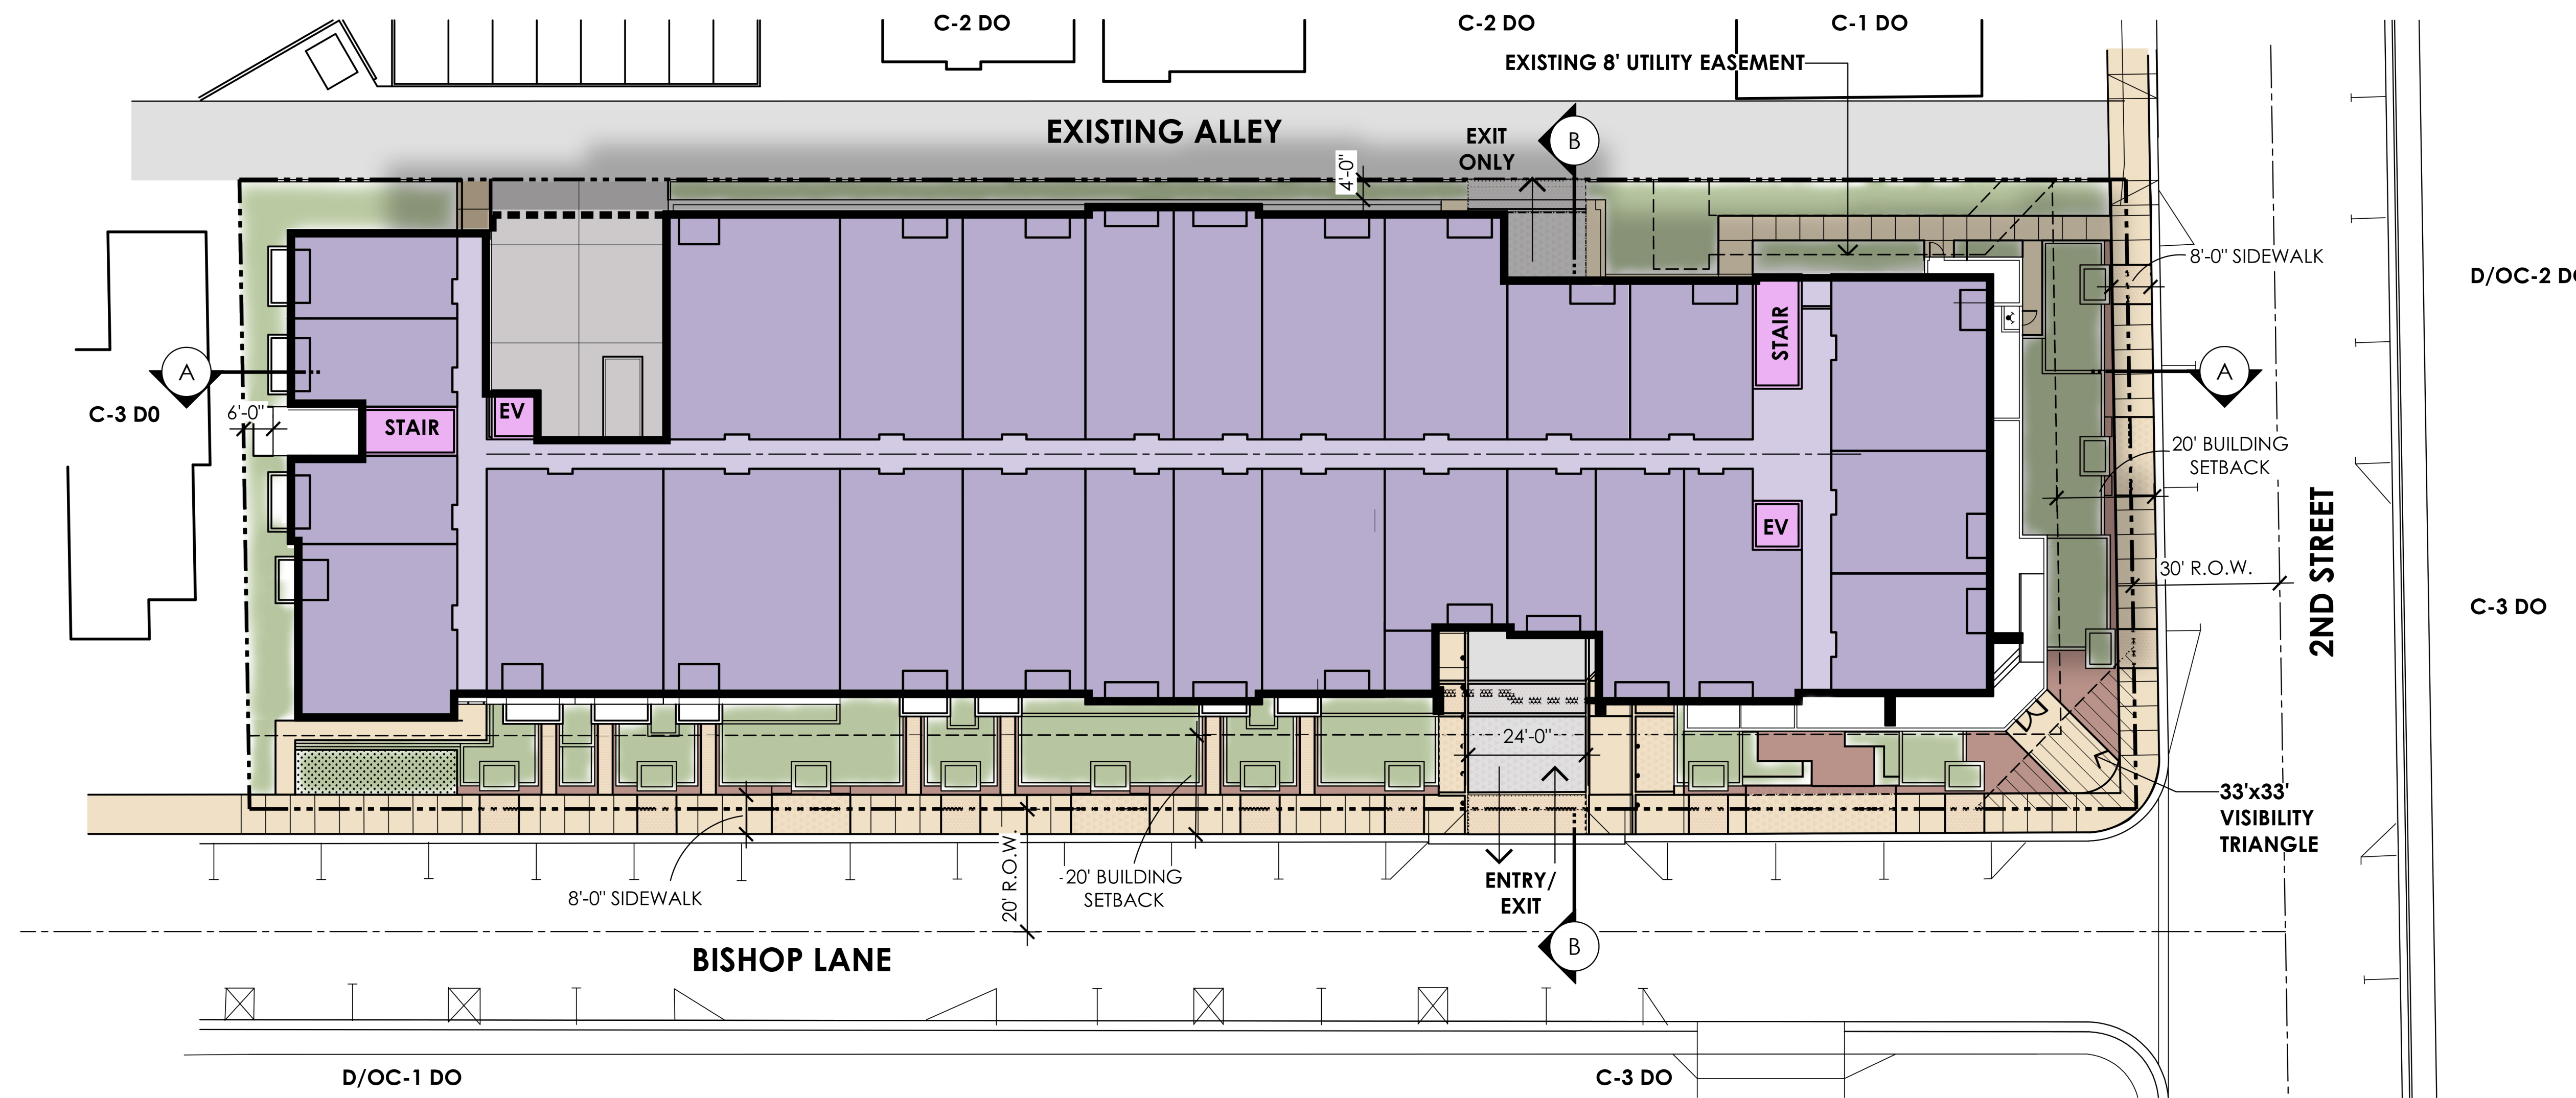 C-2 DO
C-2 DO
C-1 DO
EXISTING 8' UTILITY EASEMENT
EXISTING ALLEY
EXIT
ONLY
B
4'-0"
8'-0" SIDEWALK
D/OC-2 D
STAIR
A
A
C-3 D0
6'-0"
STAIR
EV
20' BUILDING
SETBACK
EV
2ND STREET
30' R.O.W.
C-3 DO
24'-0"
33'x33'
VISIBILITY
TRIANGLE
8'-0" SIDEWALK
20' R.O.W.
20' BUILDING
SETBACK
ENTRY/
EXIT
B
BISHOP LANE
D/OC-1 DO
C-3 DO